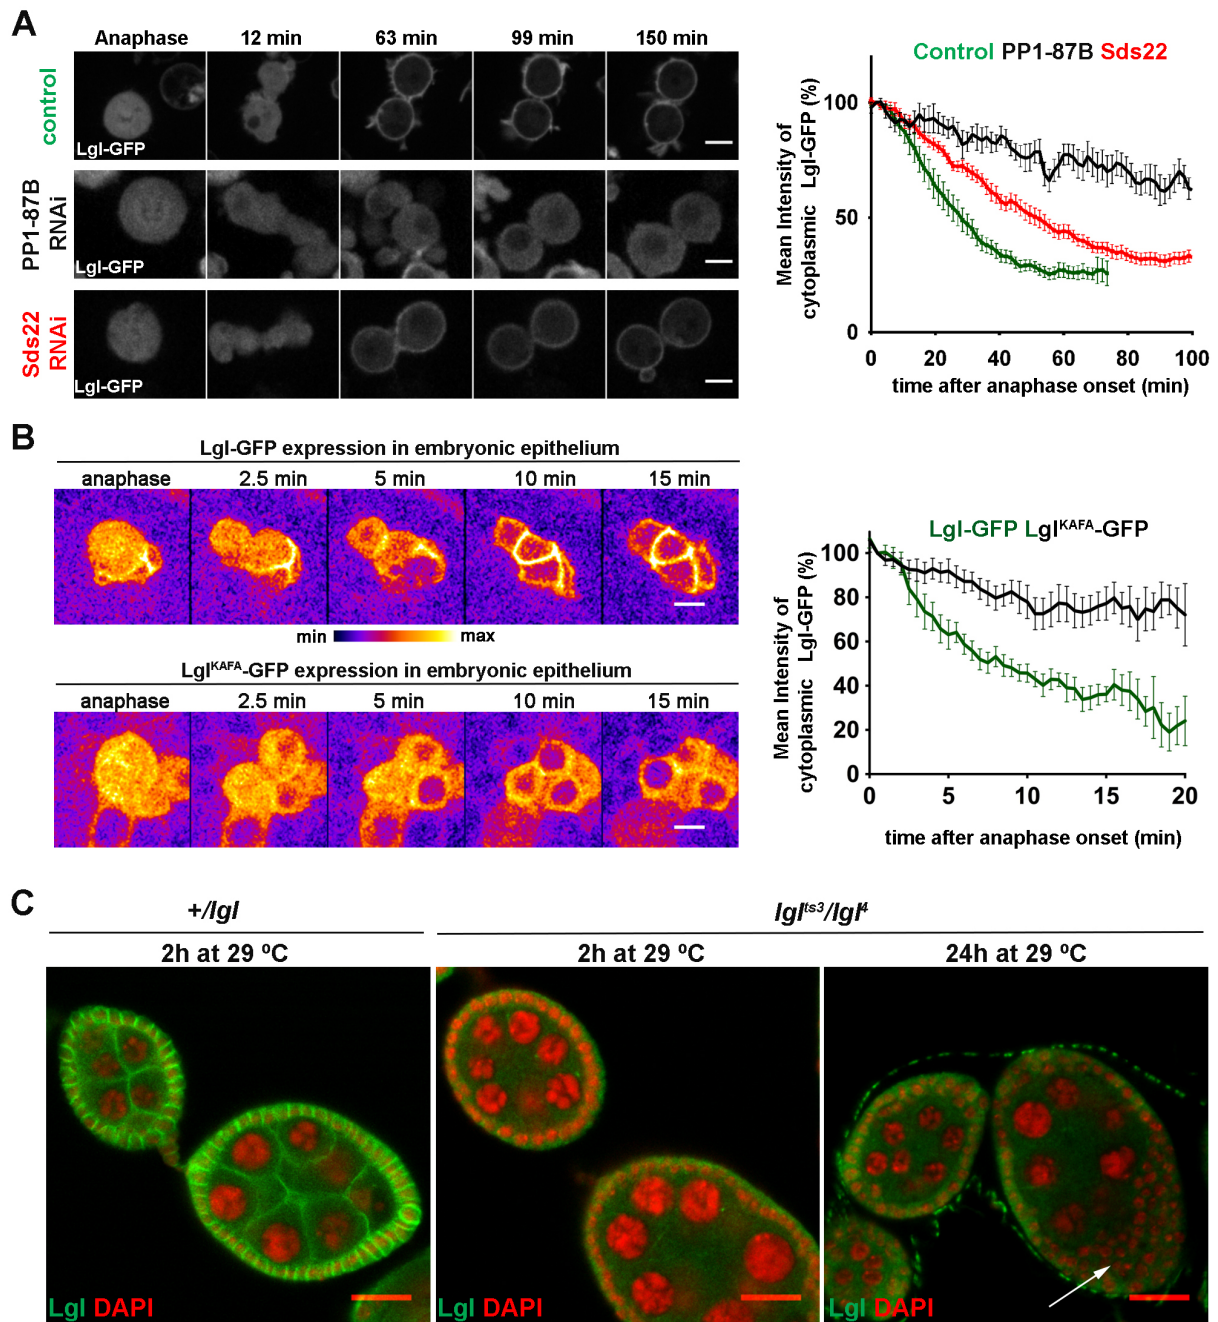 A
Anaphase 12 min 63 min 99 min 150 min
control
Lgl-GFP
PP1-87B
RNAi
Lgl-GFP
Sds22
RNAi
Lgl-GFP
Control PP1-87B Sds22
Mean Intensity of
cytoplasmic Lgl-GFP (%)
100
50
0
0 20 40 60 80 100
time after anaphase onset (min)
B
Lgl-GFP expression in embryonic epithelium
anaphase 2.5 min 5 min 10 min 15 min
min max
Lgl^KAFA-GFP expression in embryonic epithelium
anaphase 2.5 min 5 min 10 min 15 min
Lgl-GFP Lgl^KAFA-GFP
Mean Intensity of
cytoplasmic Lgl-GFP (%)
100
80
60
40
20
0
0 5 10 15 20
time after anaphase onset (min)
C
+/lgl
lgl^ts3/lgl^4
2h at 29 ºC 2h at 29 ºC 24h at 29 ºC
Lgl DAPI Lgl DAPI Lgl DAPI